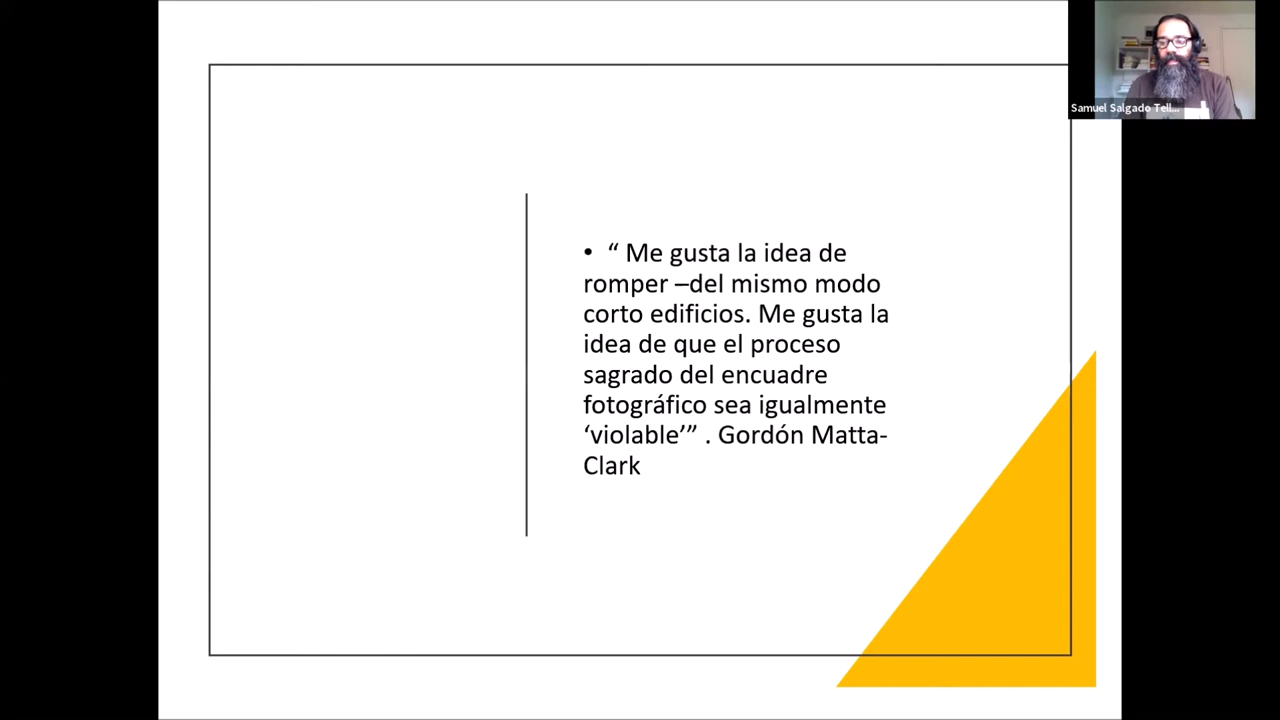 Samuel Salgado Tell...
• “ Me gusta la idea de
romper –del mismo modo
corto edificios. Me gusta la
idea de que el proceso
sagrado del encuadre
fotográfico sea igualmente
‘violable’” . Gordón Matta-
Clark